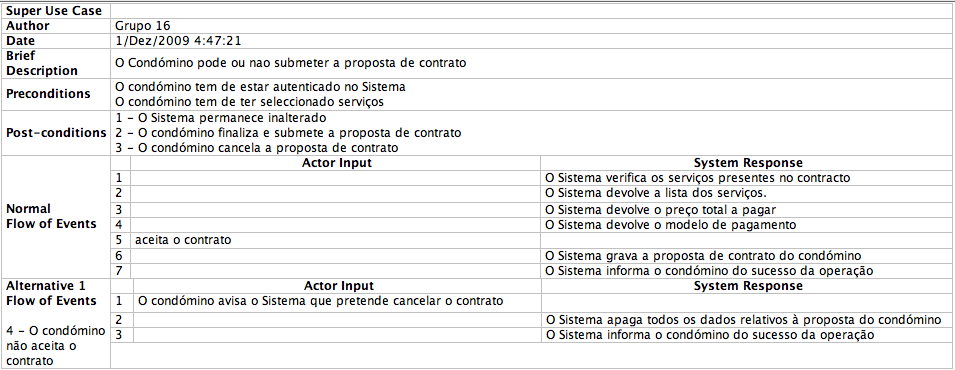 Super Use Case
Author Grupo 16
Date 1/Dez/2009 4:47:21
Brief Description O Condómino pode ou nao submeter a proposta de contrato
Preconditions O condómino tem de estar autenticado no Sistema
O condómino tem de ter seleccionado serviços
Post-conditions 1 - O Sistema permanece inalterado
2 - O condómino finaliza e submete a proposta de contrato
3 - O condómino cancela a proposta de contrato
Normal Flow of Events
Actor Input System Response
1 O Sistema verifica os serviços presentes no contracto
2 O Sistema devolve a lista dos serviços.
3 O Sistema devolve o preço total a pagar
4 O Sistema devolve o modelo de pagamento
5 aceita o contrato
6 O Sistema grava a proposta de contrato do condómino
7 O Sistema informa o condómino do sucesso da operação
Alternative 1
Flow of Events
4 - O condómino
não aceita o
contrato
Actor Input System Response
1 O condómino avisa o Sistema que pretende cancelar o contrato
2 O Sistema apaga todos os dados relativos à proposta do condómino
3 O Sistema informa o condómino do sucesso da operação